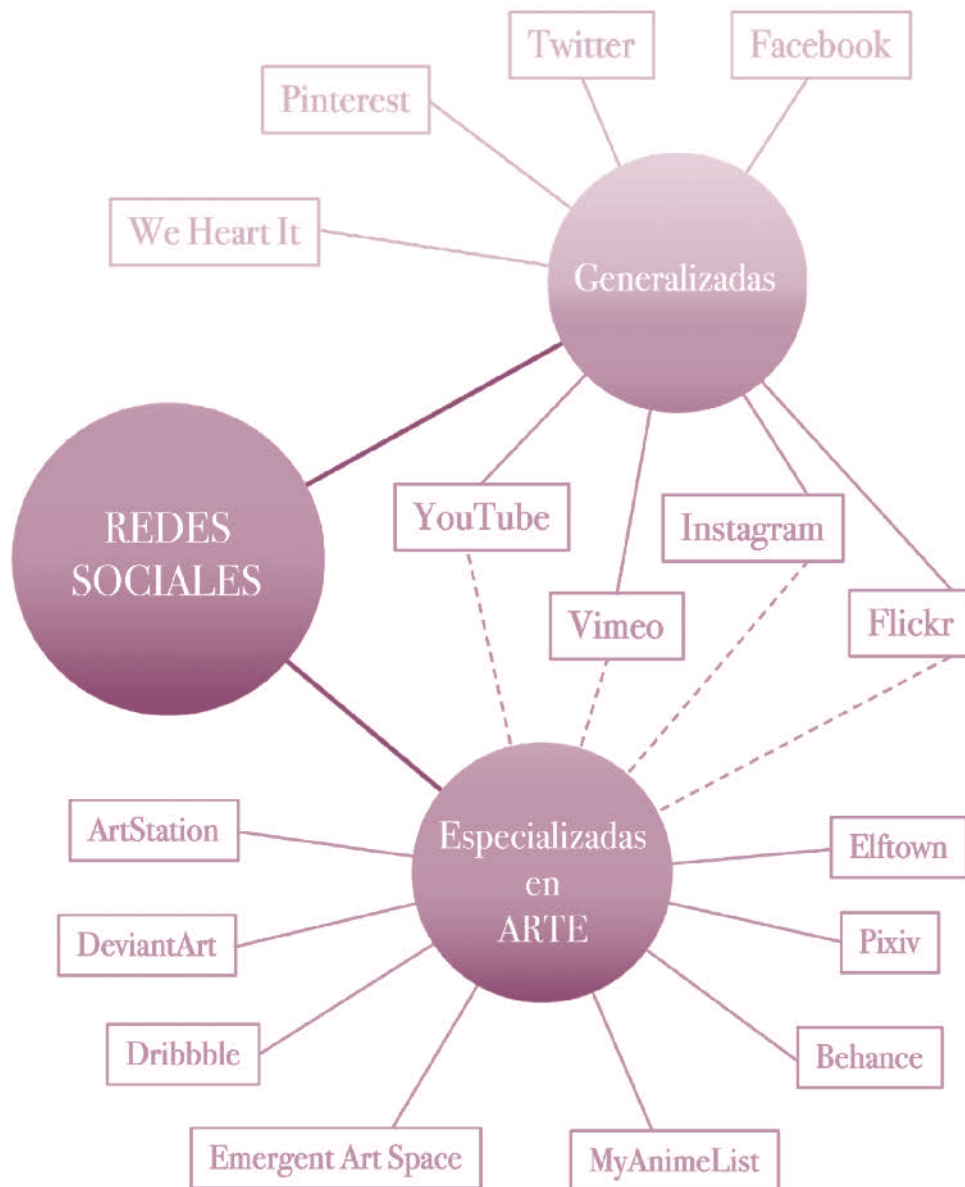 Twitter
Facebook
Pinterest
We Heart It
Generalizadas
YouTube
Instagram
REDES
SOCIALES
Vimeo
Flickr
ArtStation
Especializadas
en
ARTE
Elftown
DeviantArt
Pixiv
Dribbble
Behance
Emergent Art Space
MyAnimeList